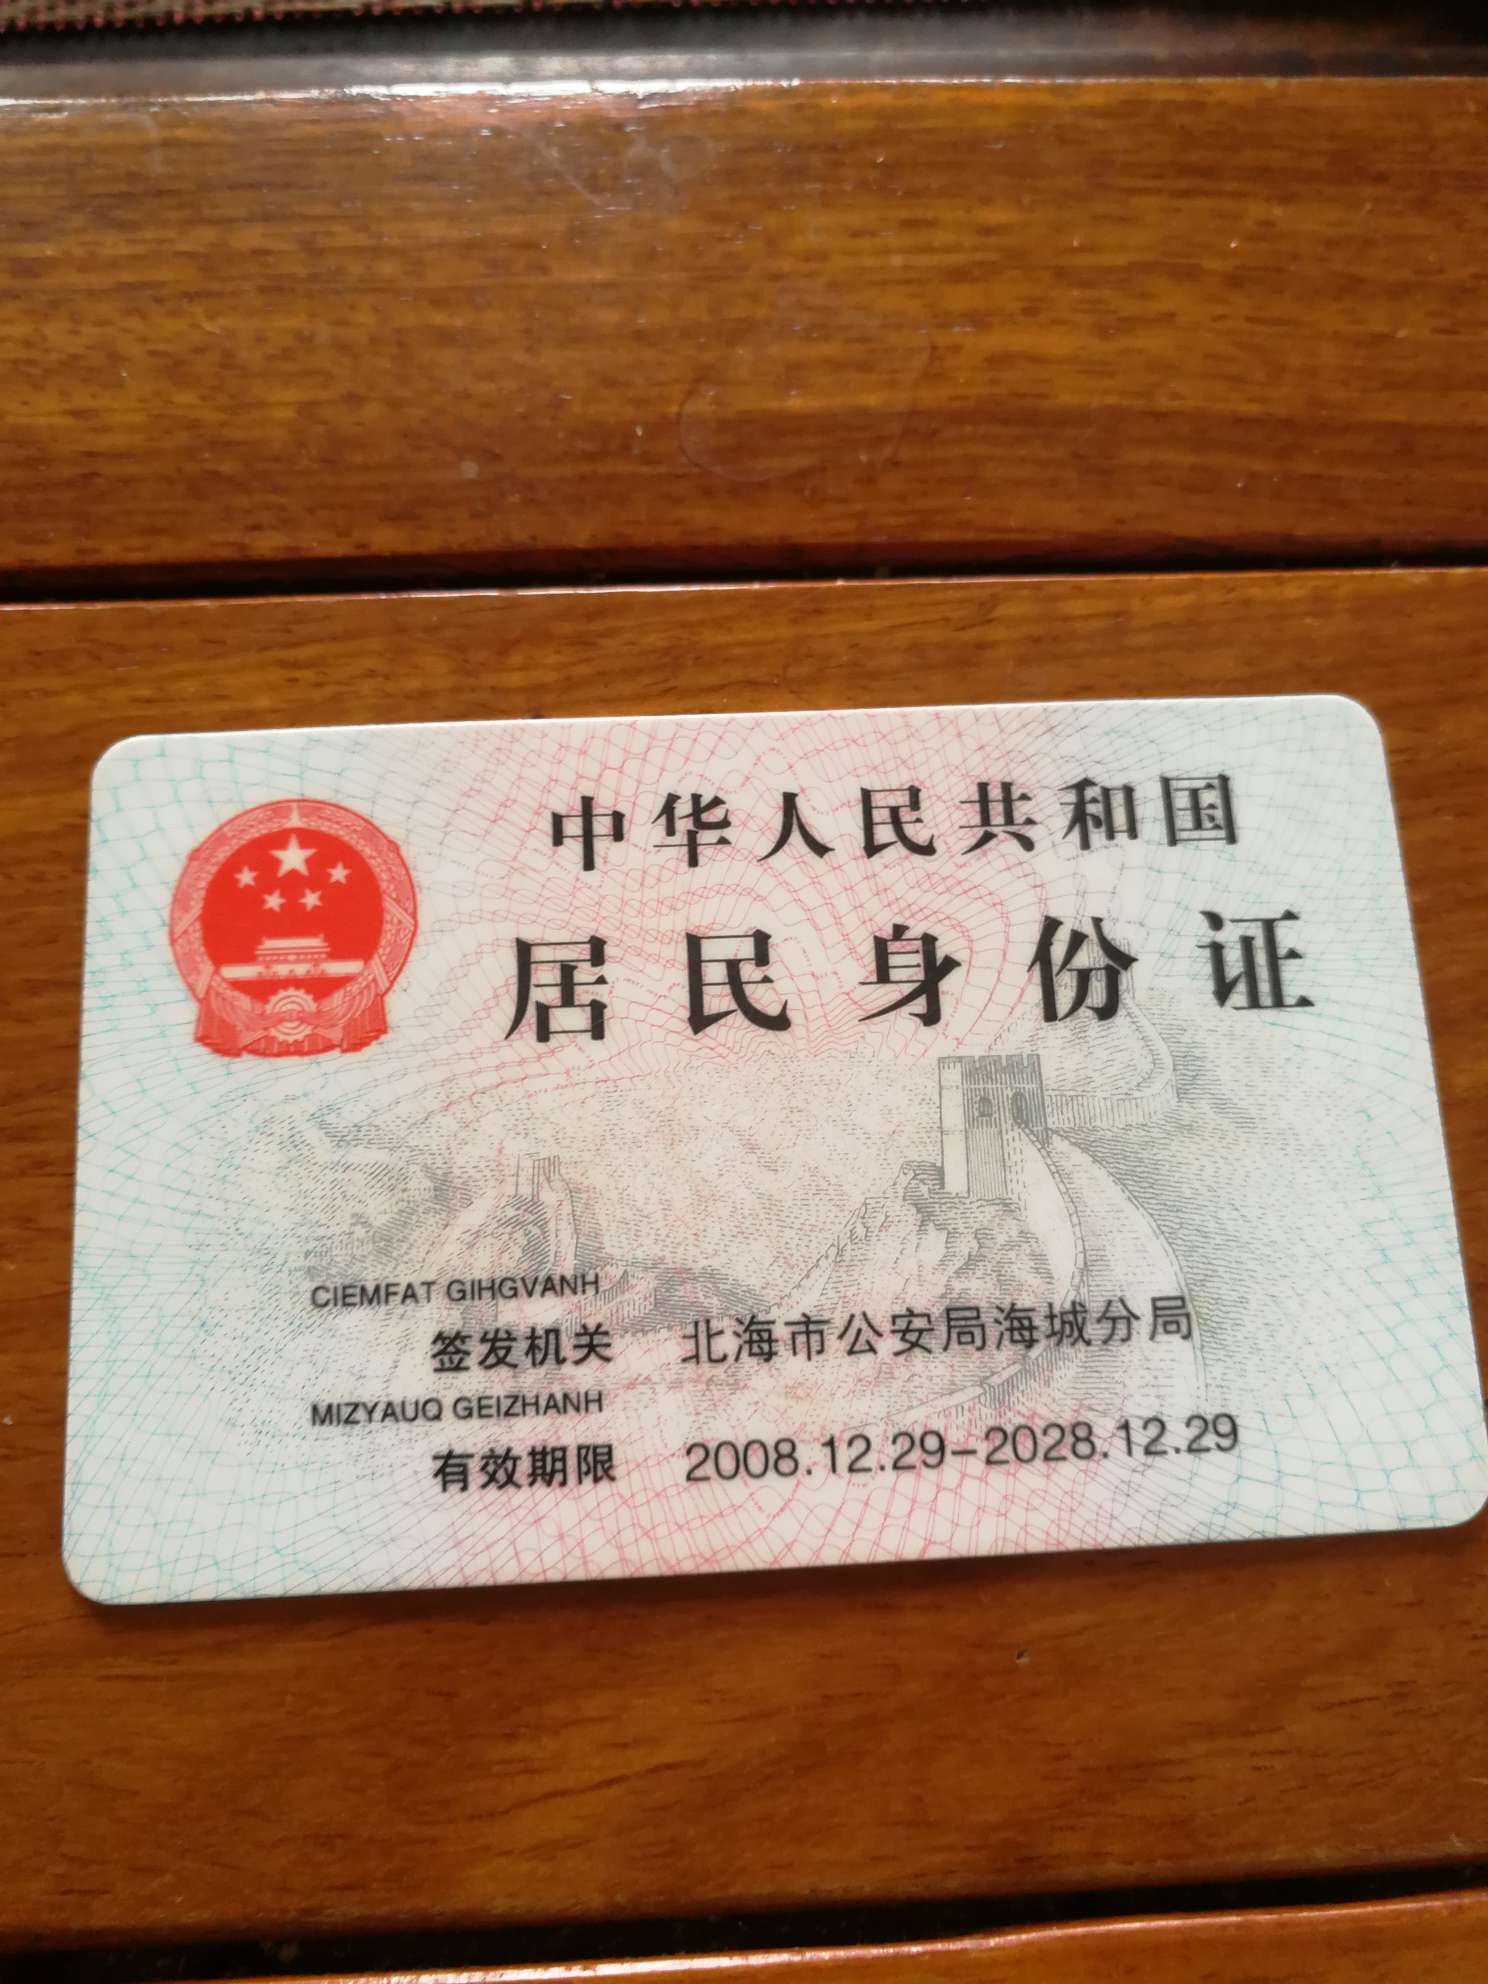 中华人民共和国
居民身份证
CIEMFAT GIHGVANH
签发机关 北海市公安局海城分局
MIZYAUQ GEIZHANH
有效期限 2008.12.29-2028.12.29